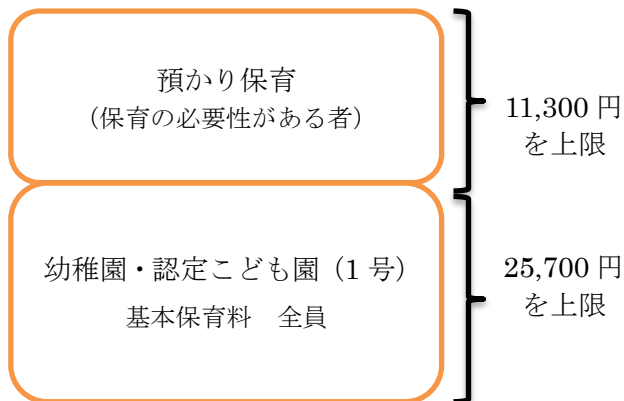 預かり保育
（保育の必要性がある者）
11,300 円
を上限
幼稚園・認定こども園（1 号）
基本保育料　全員
25,700 円
を上限